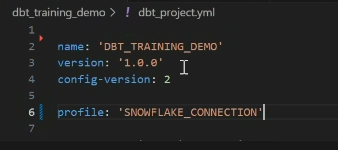 dbt_training_demo > dbt_project.yml
1
2 name: 'DBT_TRAINING_DEMO'
3 version: '1.0.0'
4 config-version: 2
6 profile: 'SNOWFLAKE_CONNECTION'
7